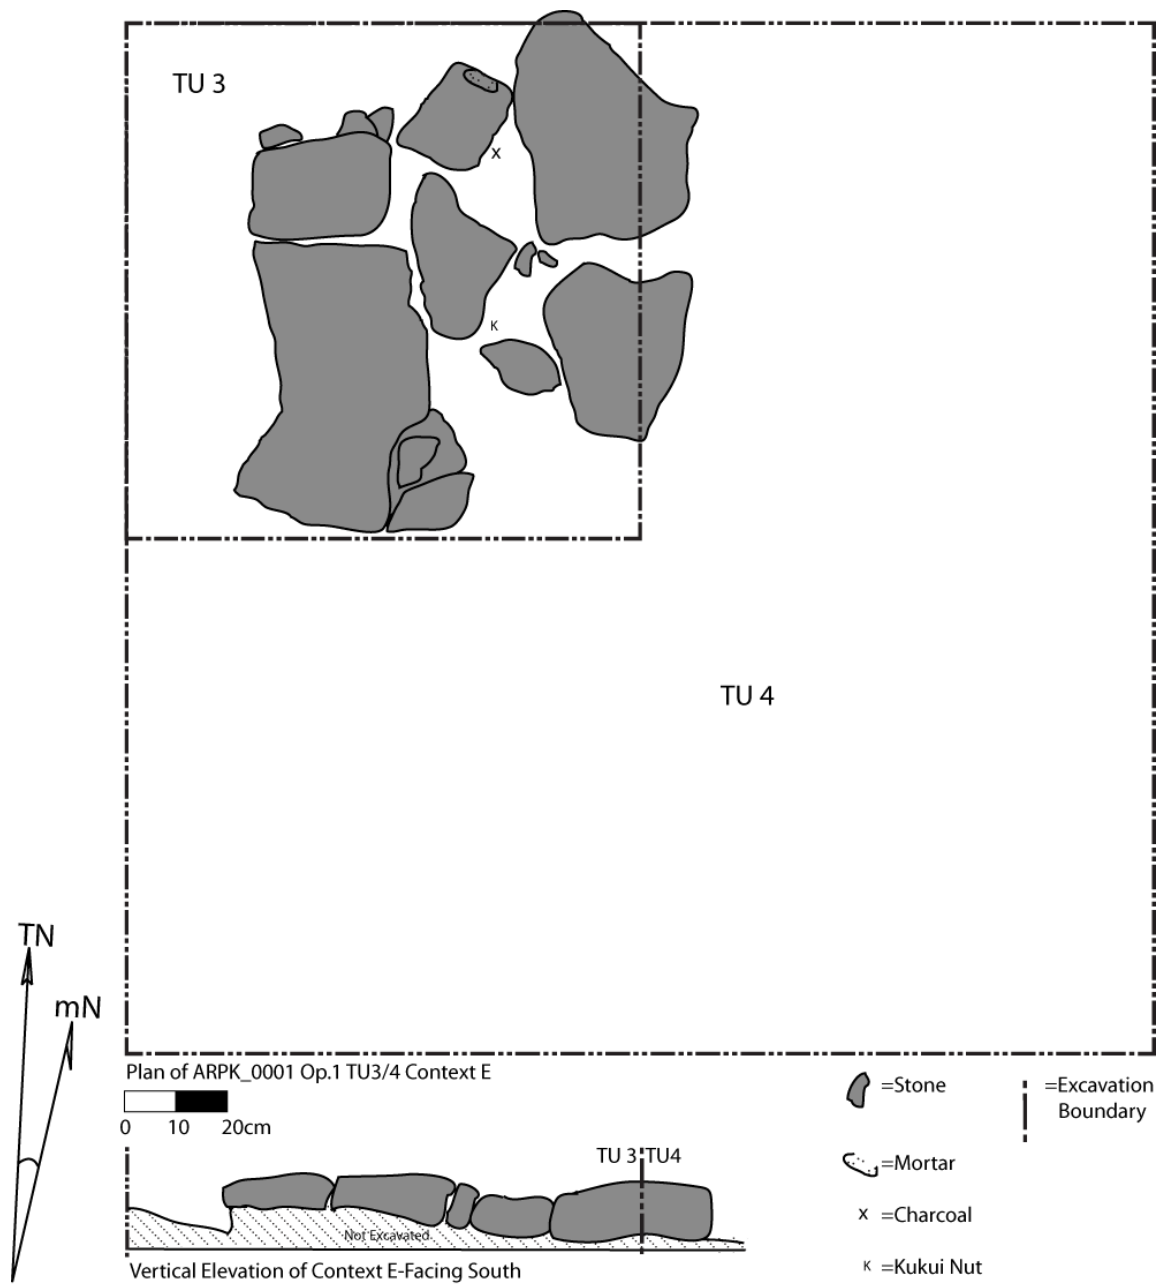 TU 3
x
K
TU 4
TN
mN
Plan of ARPK_0001 Op.1 TU3/4 Context E
0 10 20cm
=Stone
=Excavation
Boundary
=Mortar
x =Charcoal
K =Kukui Nut
TU 3 TU4
Not Excavated
Vertical Elevation of Context E-Facing South